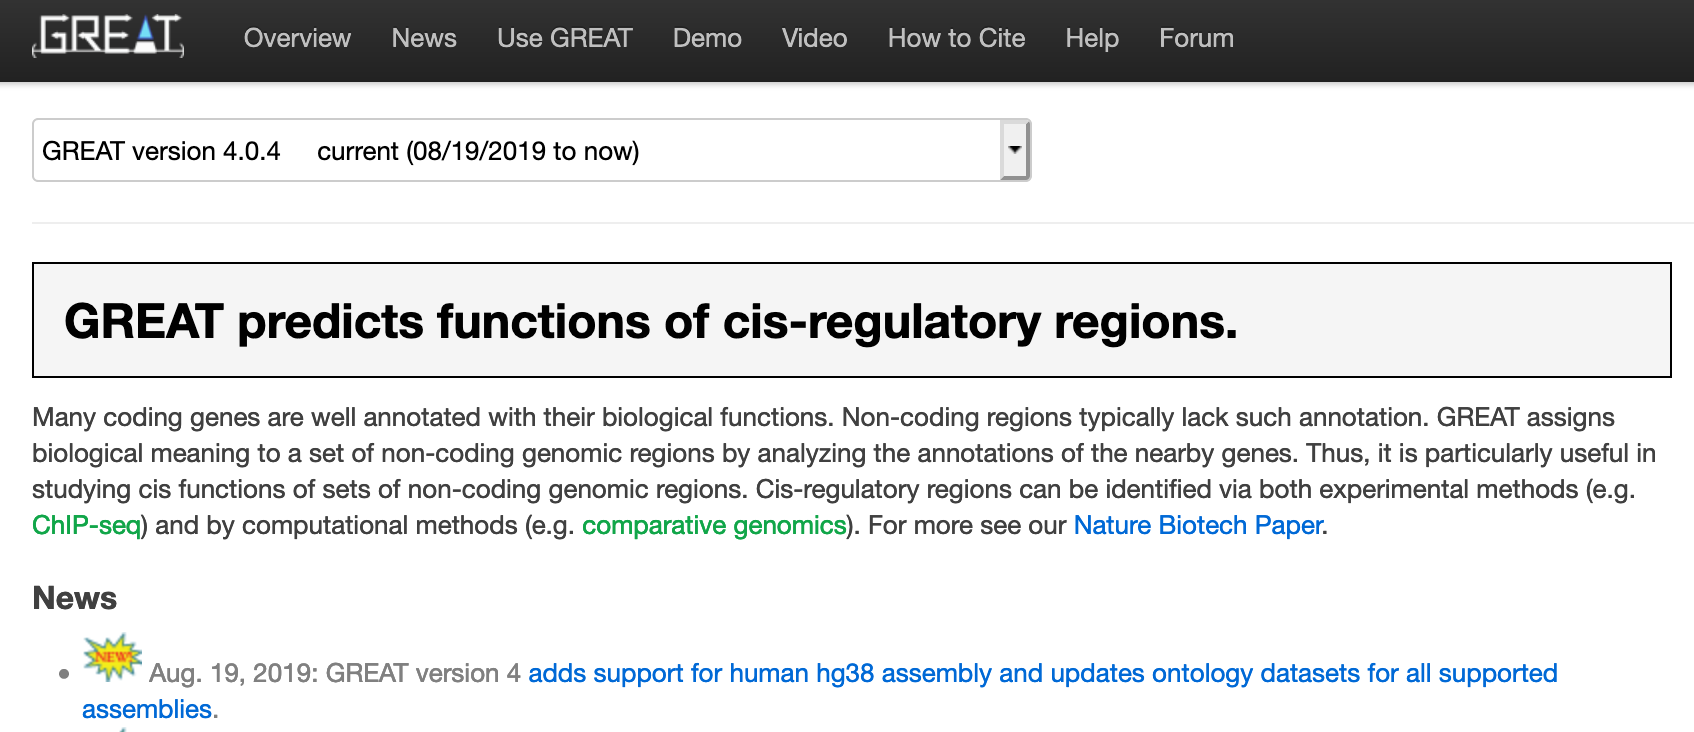 GREAT
Overview News Use GREAT Demo Video How to Cite Help Forum
GREAT version 4.0.4 current (08/19/2019 to now)
GREAT predicts functions of cis-regulatory regions.
Many coding genes are well annotated with their biological functions. Non-coding regions typically lack such annotation. GREAT assigns
biological meaning to a set of non-coding genomic regions by analyzing the annotations of the nearby genes. Thus, it is particularly useful in
studying cis functions of sets of non-coding genomic regions. Cis-regulatory regions can be identified via both experimental methods (e.g.
ChIP-seq) and by computational methods (e.g. comparative genomics). For more see our Nature Biotech Paper.
News
NEW! Aug. 19, 2019: GREAT version 4 adds support for human hg38 assembly and updates ontology datasets for all supported
assemblies.